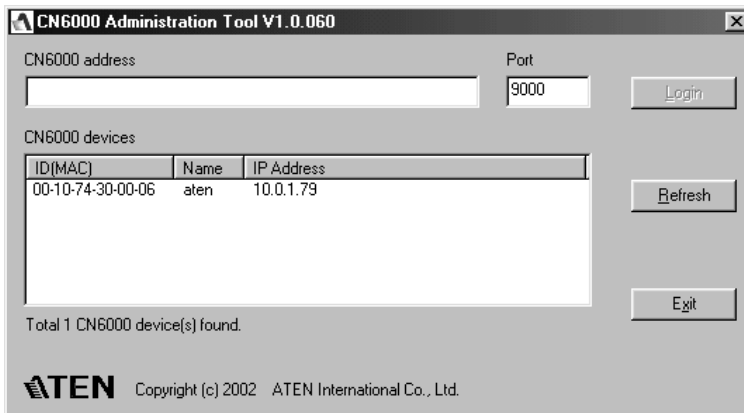 CN6000 Administration Tool V1.0.060
CN6000 address
Port
9000
Login
CN6000 devices
ID(MAC) Name IP Address
00-10-74-30-00-06 aten 10.0.1.79
Refresh
Exit
Total 1 CN6000 device(s) found.
ATEN Copyright (c) 2002 ATEN International Co., Ltd.